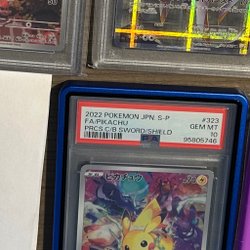 2022 POKEMON JPN. S-P #323
FA/PIKACHU GEM MT
PRCS C/B SWORD/SHIELD 10
95805746
ピカチュウ